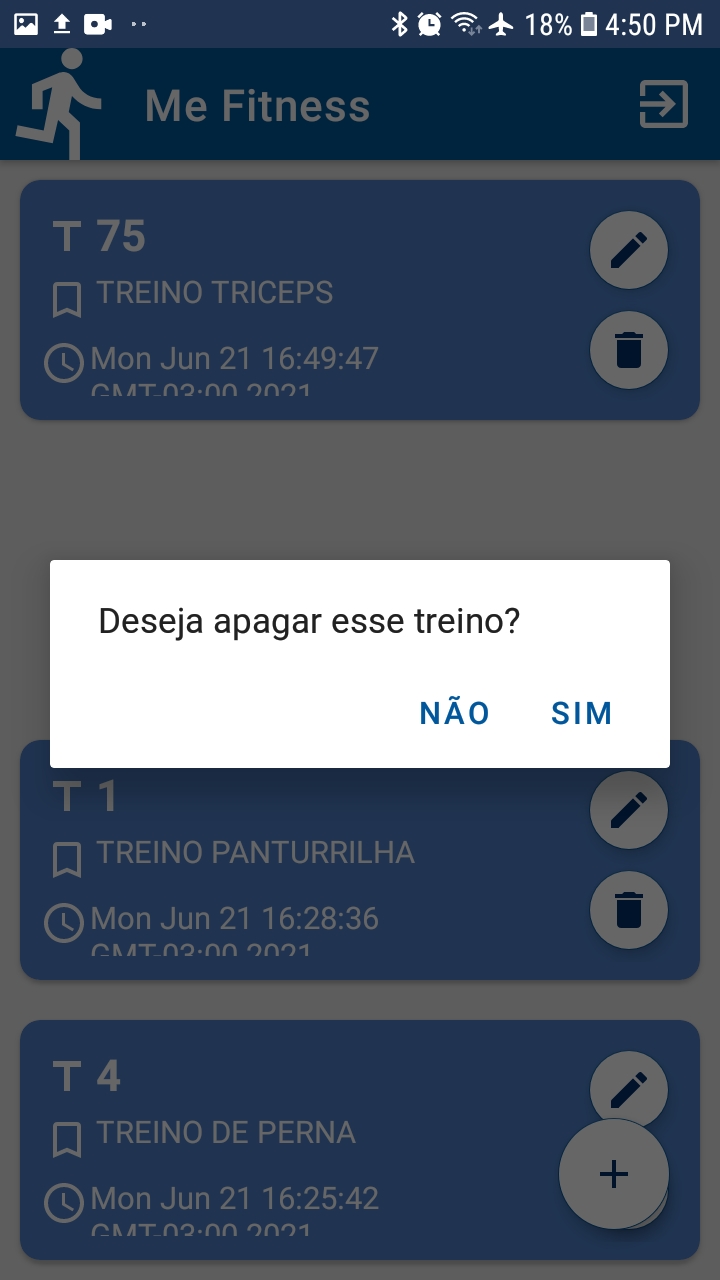 18% 4:50 PM
Me Fitness
T 75
TREINO TRICEPS
Mon Jun 21 16:49:47
GMT-03:00 2021
Deseja apagar esse treino?
NÃO SIM
T 1
TREINO PANTURRILHA
Mon Jun 21 16:28:36
GMT-03:00 2021
T 4
TREINO DE PERNA
Mon Jun 21 16:25:42
GMT-03:00 2021